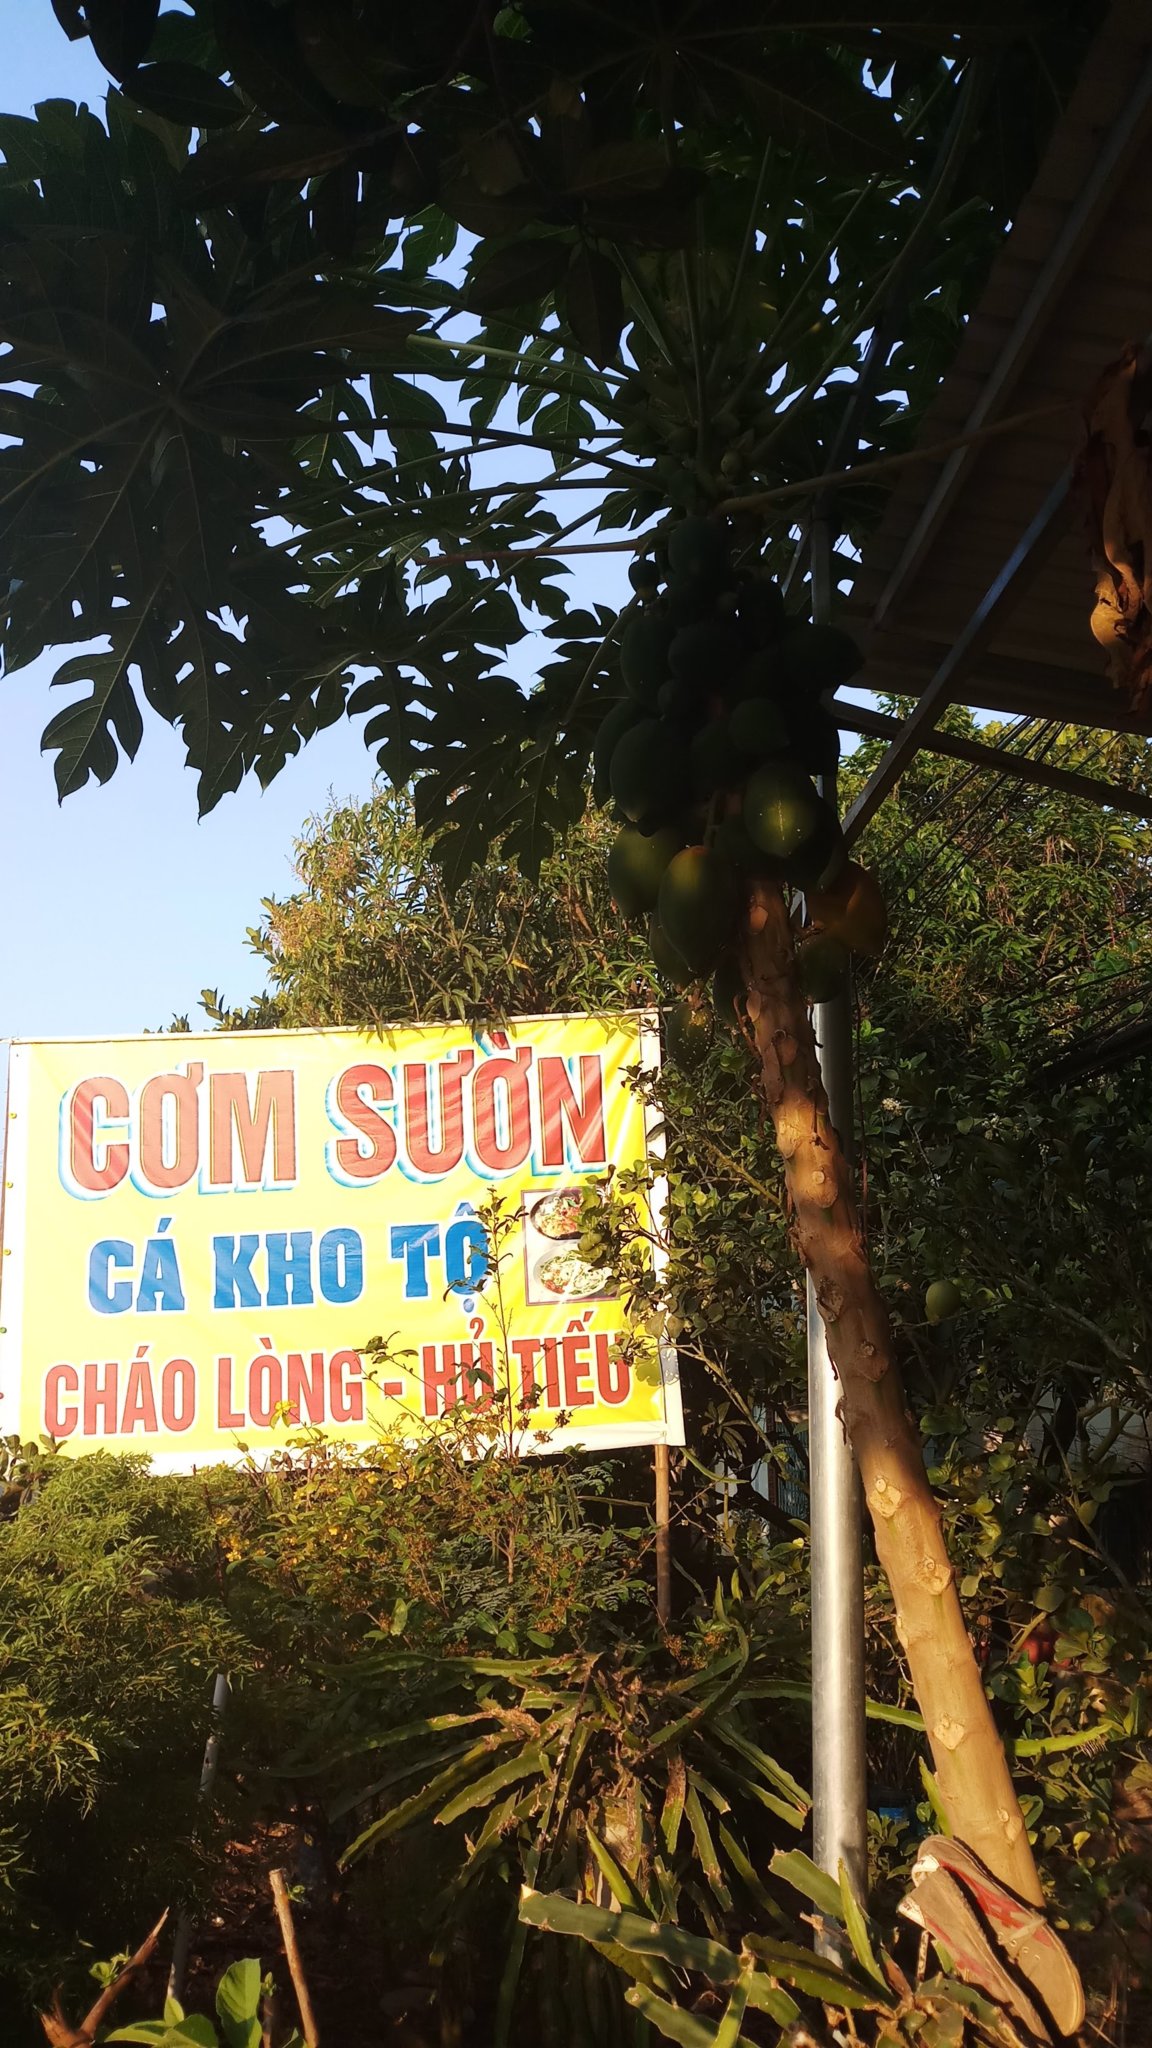 CƠM SƯỜN
CÁ KHO TỘ
CHÁO LÒNG - HỦ TIẾU